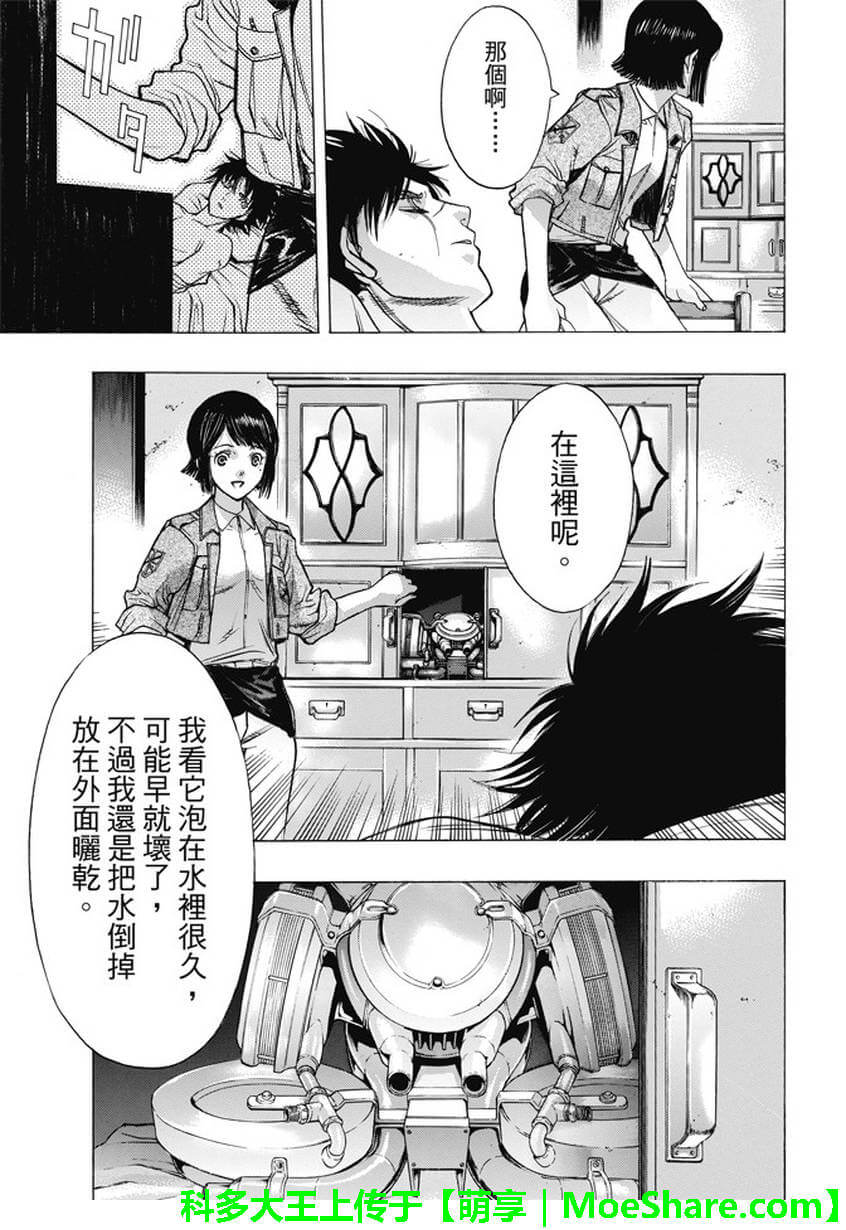 那個啊……
ガタ
在這裡呢。
我看它泡在水裡很久，
可能早就壞了，
不過我還是把水倒掉
放在外面曬乾。
科多大王上传于【萌享｜MoeShare.com】